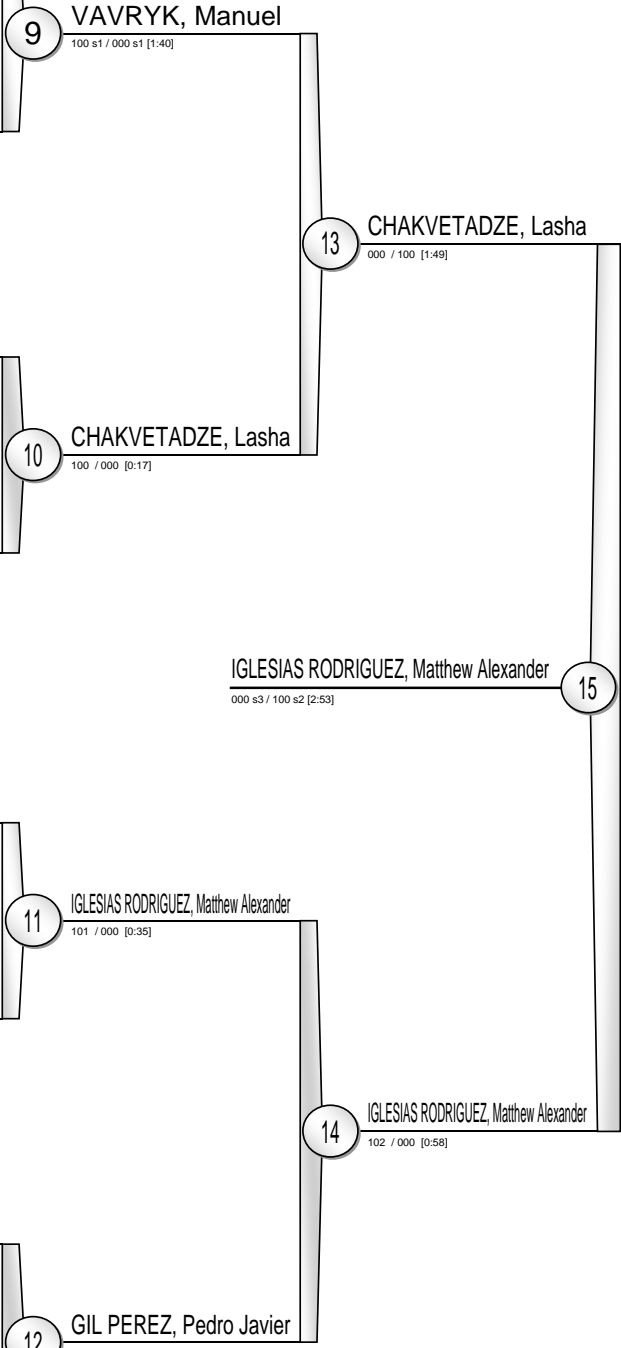 9
VAVRYK, Manuel
100 s1 / 000 s1 [1:40]
13
CHAKVETADZE, Lasha
000 / 100 [1:49]
10
CHAKVETADZE, Lasha
100 / 000 [0:17]
IGLESIAS RODRIGUEZ, Matthew Alexander
15
000 s3 / 100 s2 [2:53]
11
IGLESIAS RODRIGUEZ, Matthew Alexander
101 / 000 [0:35]
14
IGLESIAS RODRIGUEZ, Matthew Alexander
102 / 000 [0:58]
12
GIL PEREZ, Pedro Javier